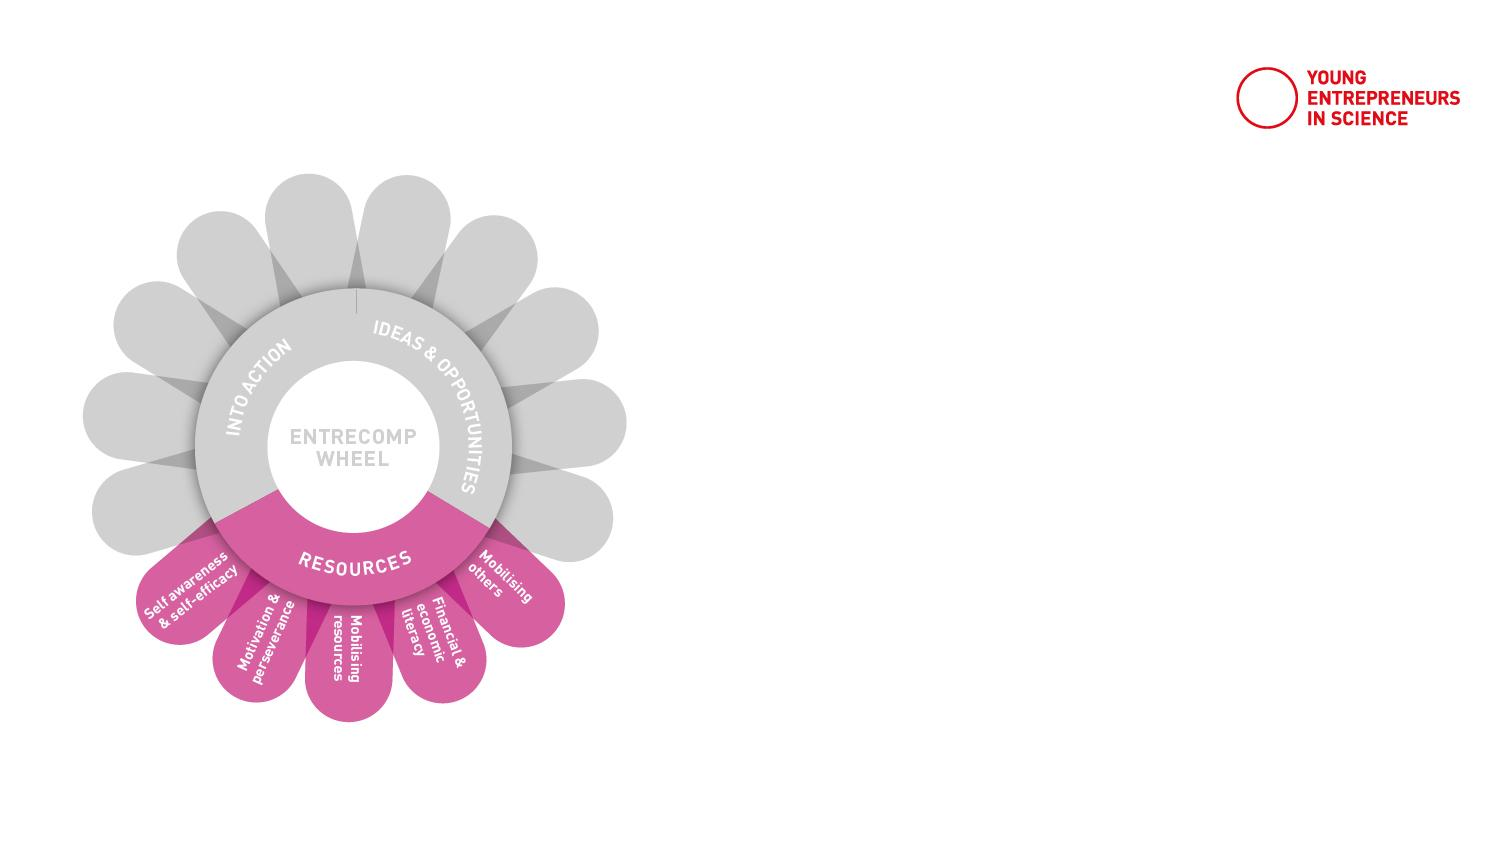 YOUNG
ENTREPRENEURS
IN SCIENCE
IDEAS & OPPORTUNITIES
INTO ACTION
ENTRECOMP
WHEEL
RESOURCES
Self awareness
& self-efficacy
Motivation &
perseverance
Mobilising
resources
Financial &
economic
literacy
Mobilising
others